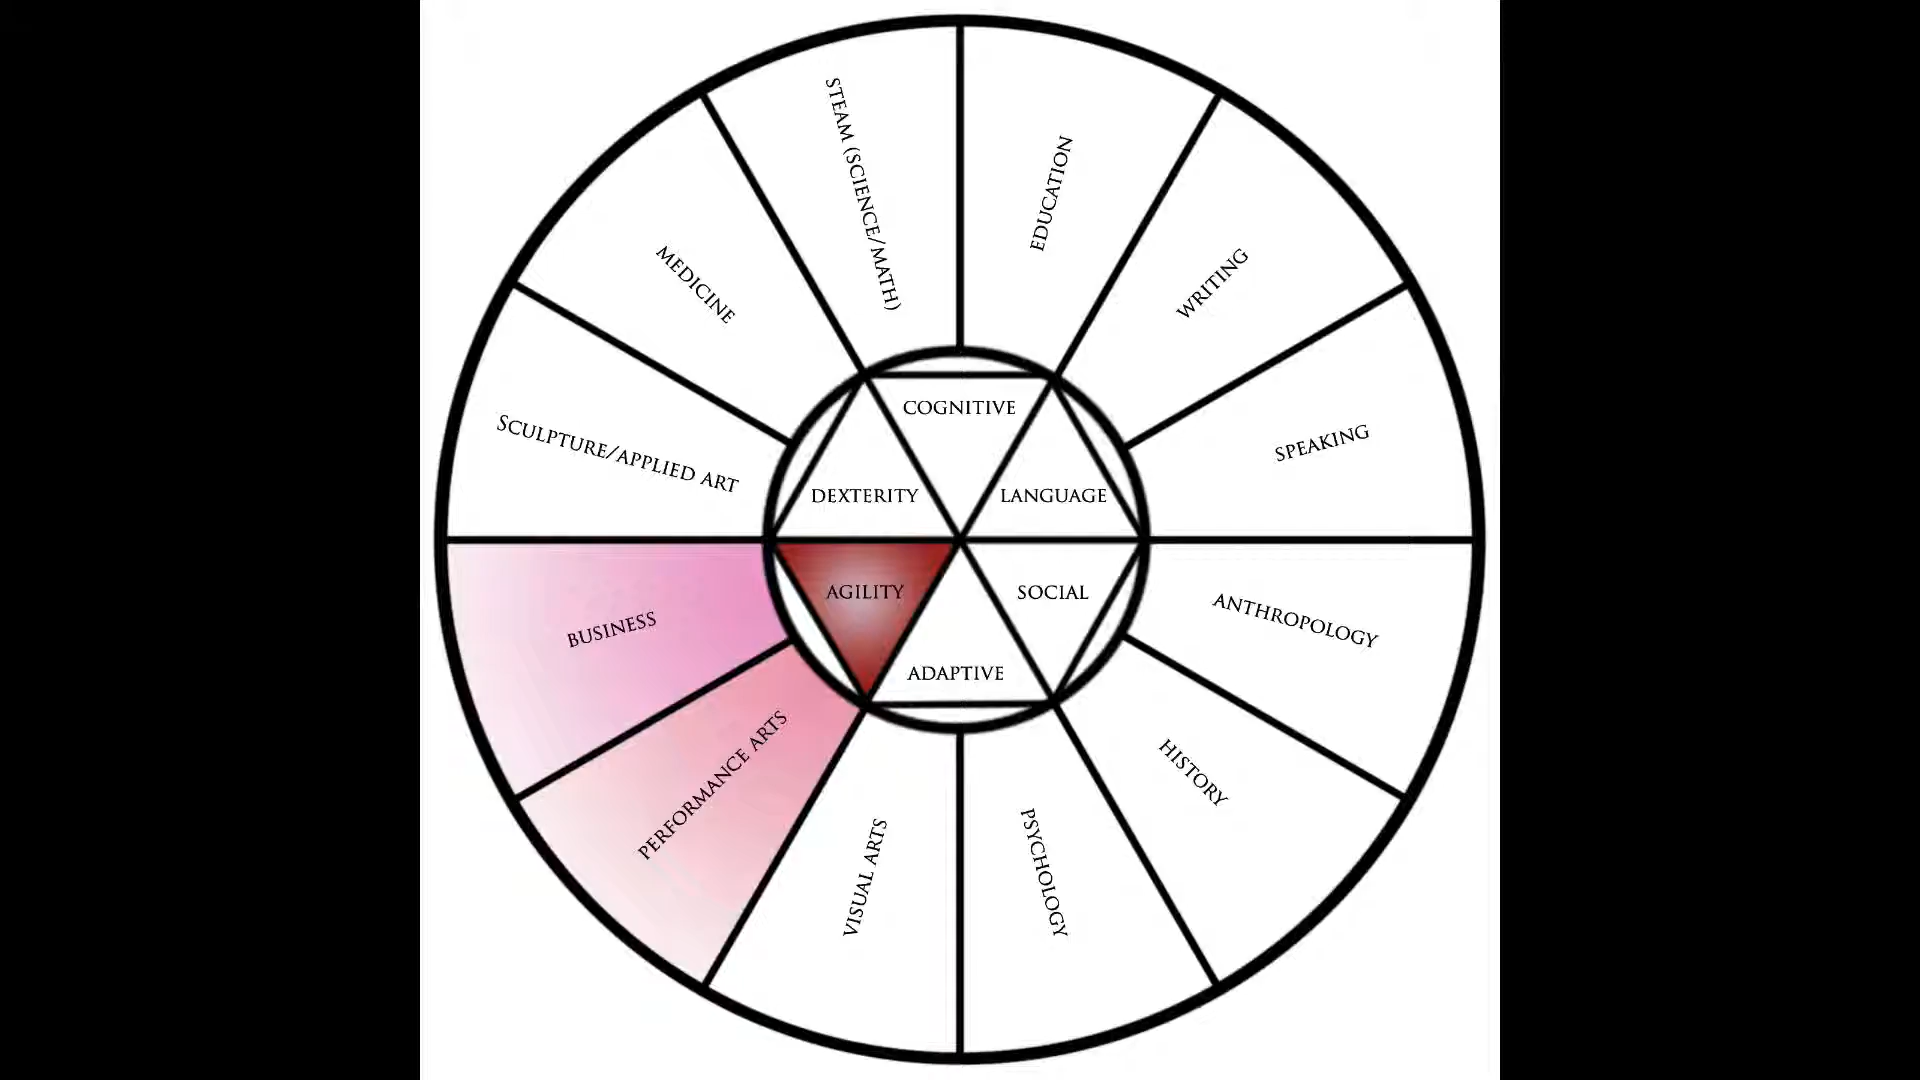 STEAM (SCIENCE/MATH)
EDUCATION
MEDICINE
WRITING
SCULPTURE/APPLIED ART
SPEAKING
COGNITIVE
DEXTERITY
LANGUAGE
AGILITY
SOCIAL
ADAPTIVE
BUSINESS
ANTHROPOLOGY
PERFORMANCE ARTS
HISTORY
VISUAL ARTS
PSYCHOLOGY